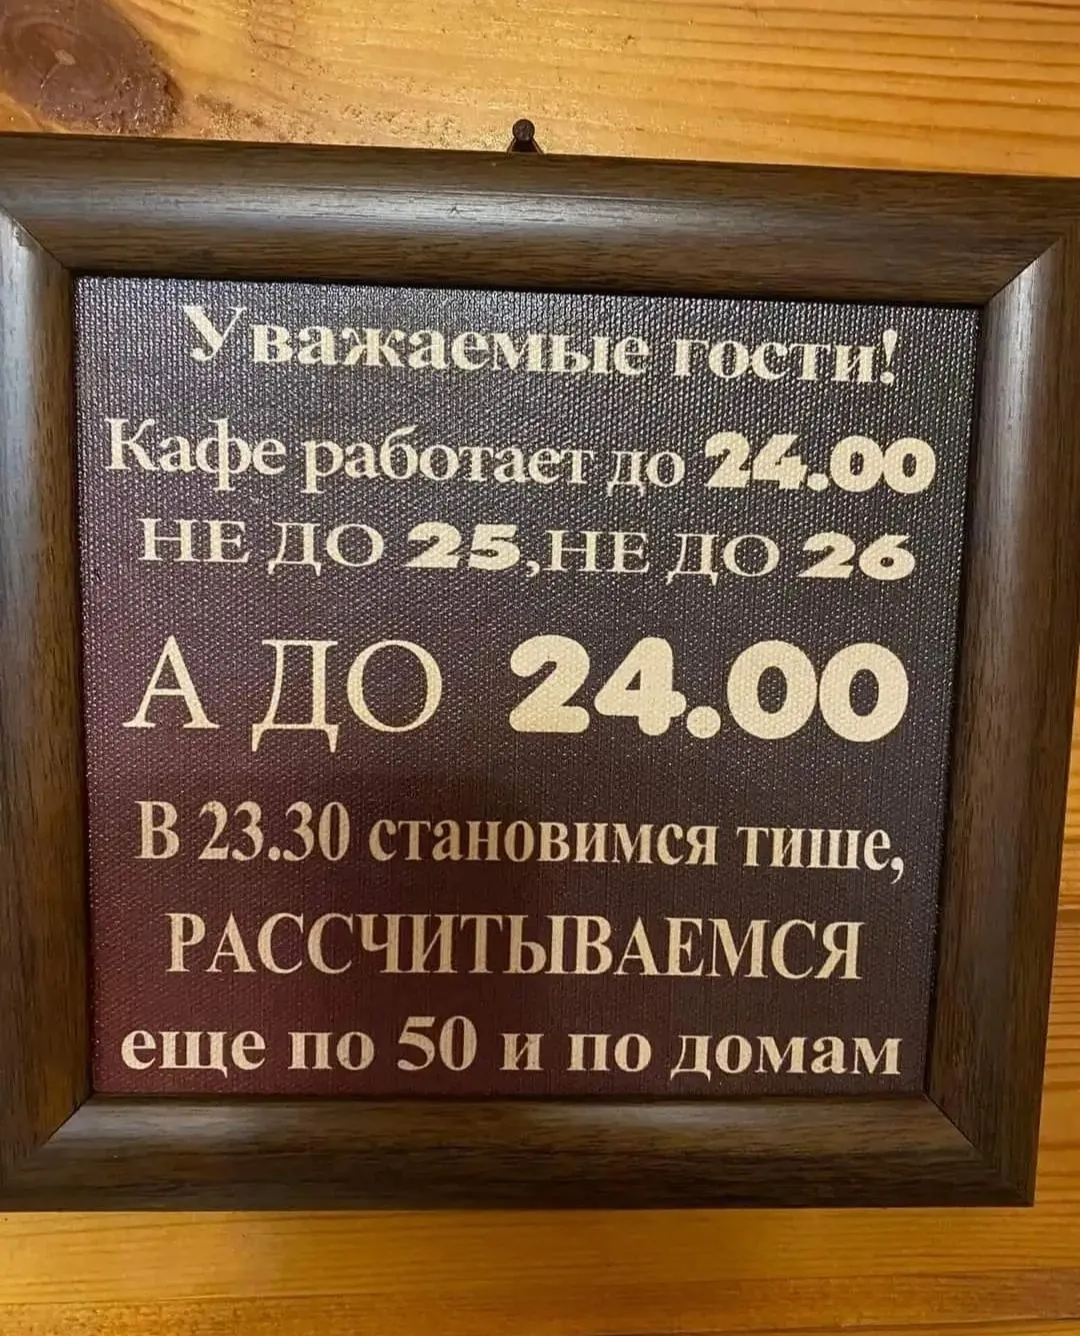 Уважаемые гости!
Кафе работает до 24.00
НЕ ДО 25,НЕ ДО 26
А ДО 24.00
В 23.30 становимся тише,
РАССЧИТЫВАЕМСЯ
еще по 50 и по домам